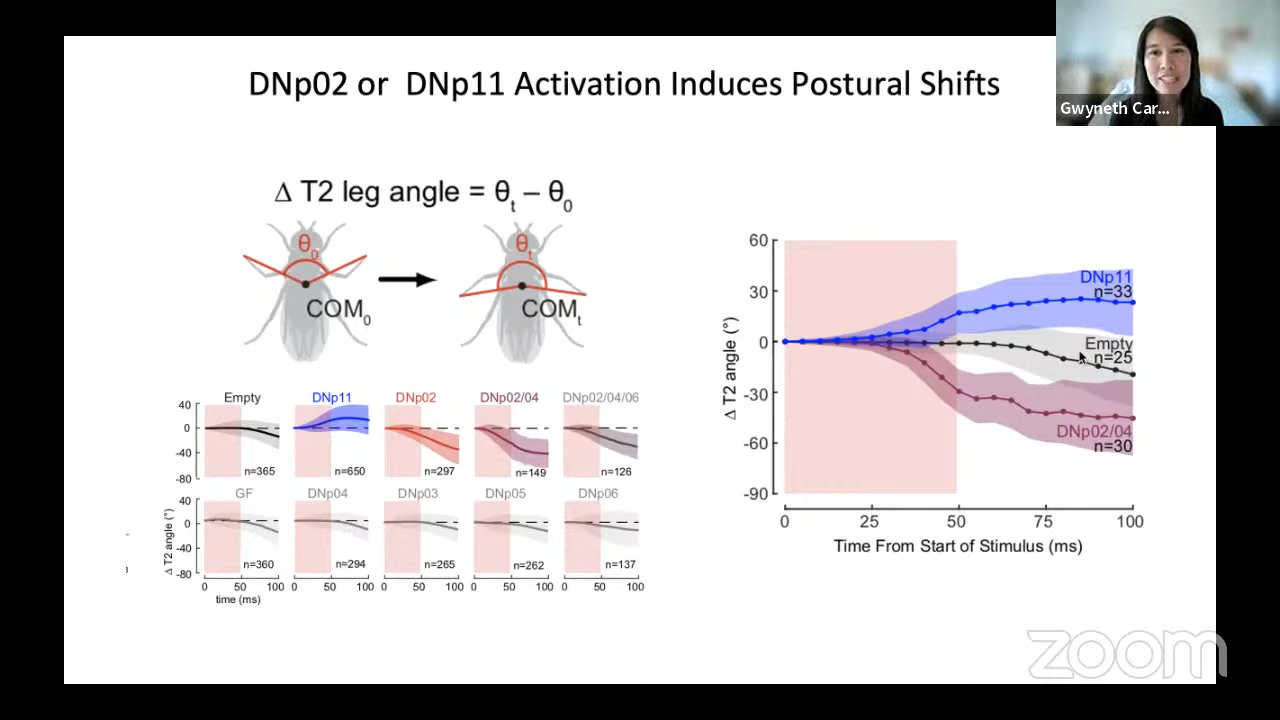 DNp02 or DNp11 Activation Induces Postural Shifts
Gwyneth Car...
Δ T2 leg angle = θt – θ0
θ0
θt
COM0
COMt
Empty
DNp11
DNp02
DNp02/04
DNp02/04/06
40
0
-40
-80
n=365
n=650
n=297
n=149
n=126
GF
DNp04
DNp03
DNp05
DNp06
40
0
-40
-80
Δ T2 angle (°)
n=360
n=294
n=265
n=262
n=137
0 50 100 0 50 100 0 50 100 0 50 100 0 50 100
time (ms)
60
30
0
-30
-60
-90
Δ T2 angle (°)
DNp11
n=33
Empty
n=25
DNp02/04
n=30
0 25 50 75 100
Time From Start of Stimulus (ms)
zoom